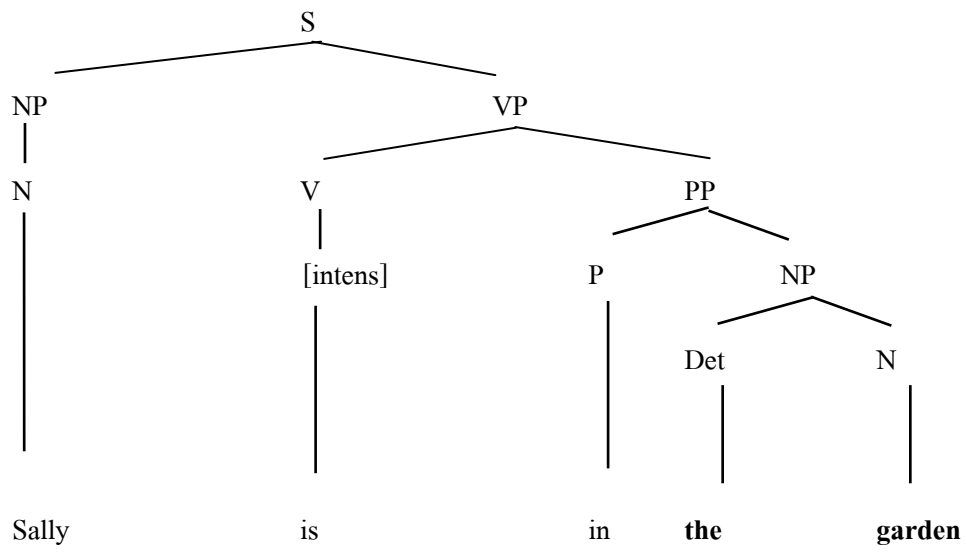 S
NP VP
N V PP
[intens] P NP
Det N
Sally is in the garden